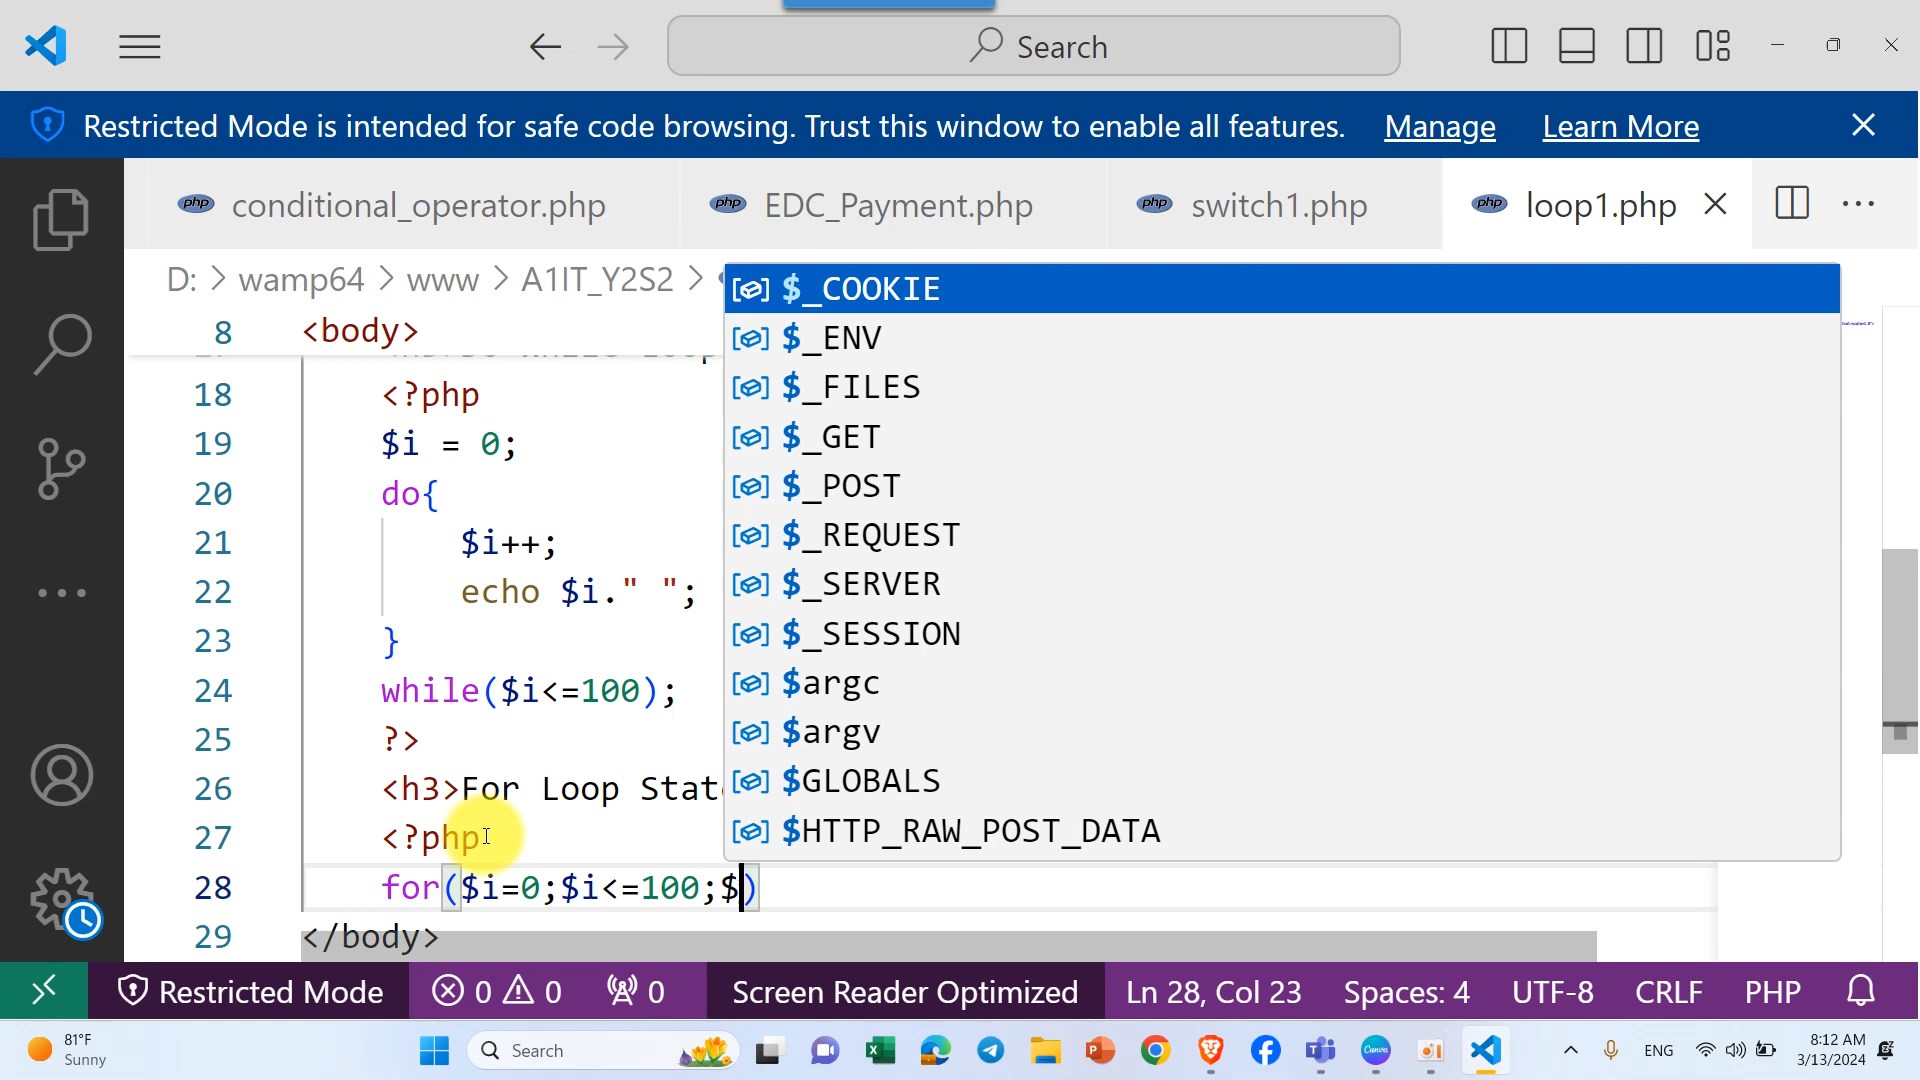 Search
Restricted Mode is intended for safe code browsing. Trust this window to enable all features. Manage Learn More
php conditional_operator.php php EDC_Payment.php php switch1.php php loop1.php
D: > wamp64 > www > A1IT_Y2S2 >
8 <body>
18 <?php
19 $i = 0;
20 do{
21 $i++;
22 echo $i." ";
23 }
24 while($i<=100);
25 ?>
26 <h3>For Loop
27 <?php
28 for($i=0;$i<=100;$)
29 </body>
$_COOKIE
$_ENV
$_FILES
$_GET
$_POST
$_REQUEST
$_SERVER
$_SESSION
$argc
$argv
$GLOBALS
$HTTP_RAW_POST_DATA
Restricted Mode 0 0 0 Screen Reader Optimized Ln 28, Col 23 Spaces: 4 UTF-8 CRLF PHP
81°F
Sunny
Search
ENG
8:12 AM
3/13/2024